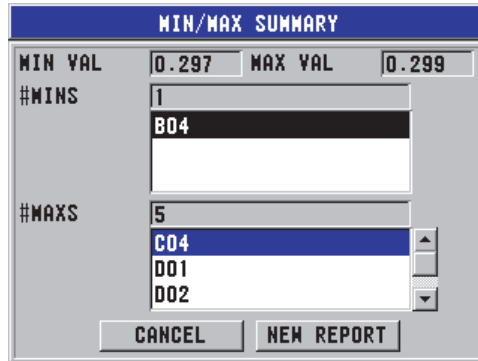 MIN/MAX SUMMARY
MIN VAL 0.297 MAX VAL 0.299
#MINS 1
B04
#MAXS 5
C04
D01
D02
CANCEL NEW REPORT